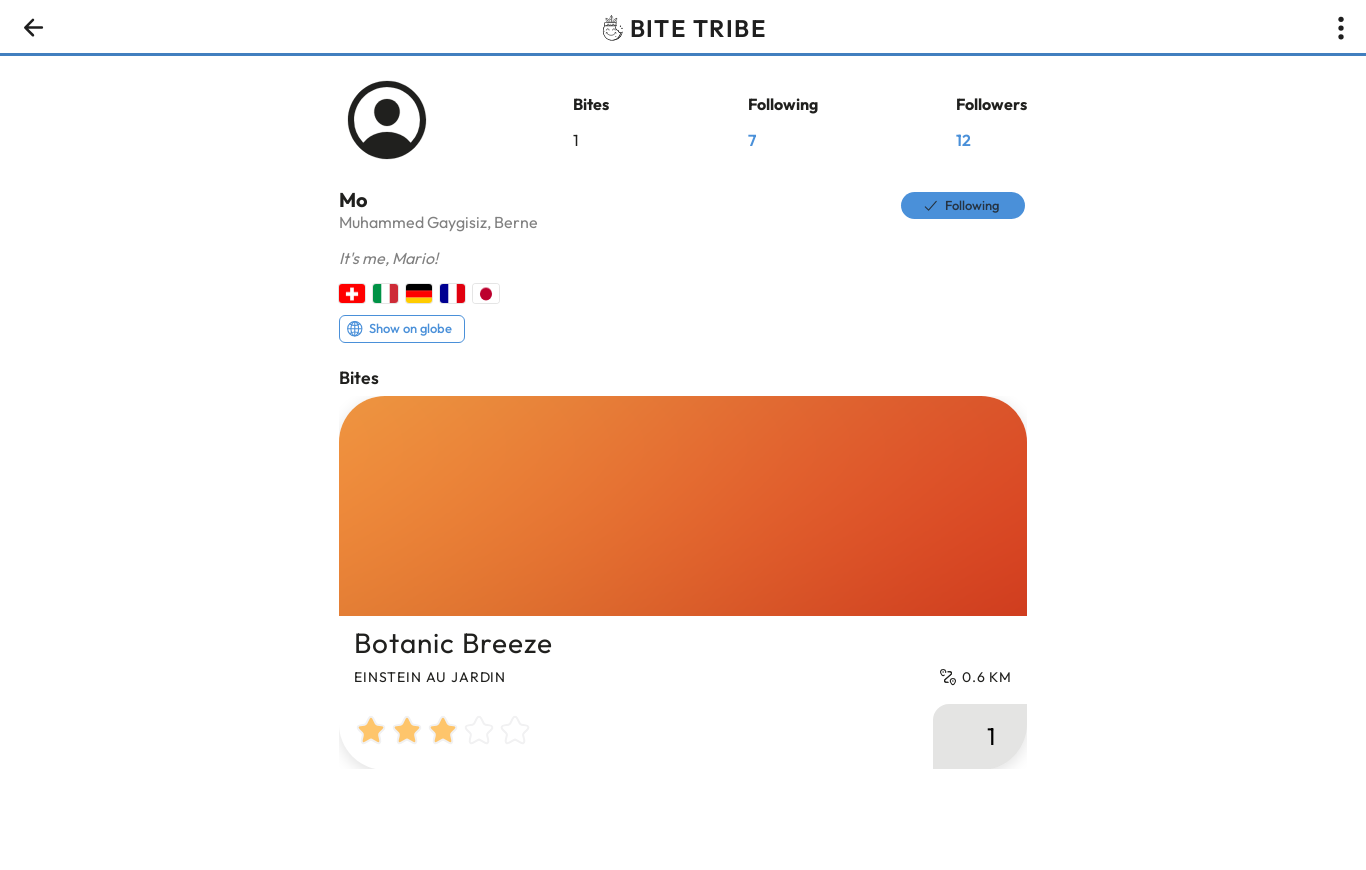 BITE TRIBE
Bites
Following
Followers
1
7
12
Mo
Following
Muhammed Gaygisiz, Berne
It's me, Mario!
Show on globe
Bites
Botanic Breeze
EINSTEIN AU JARDIN
0.6 KM
1